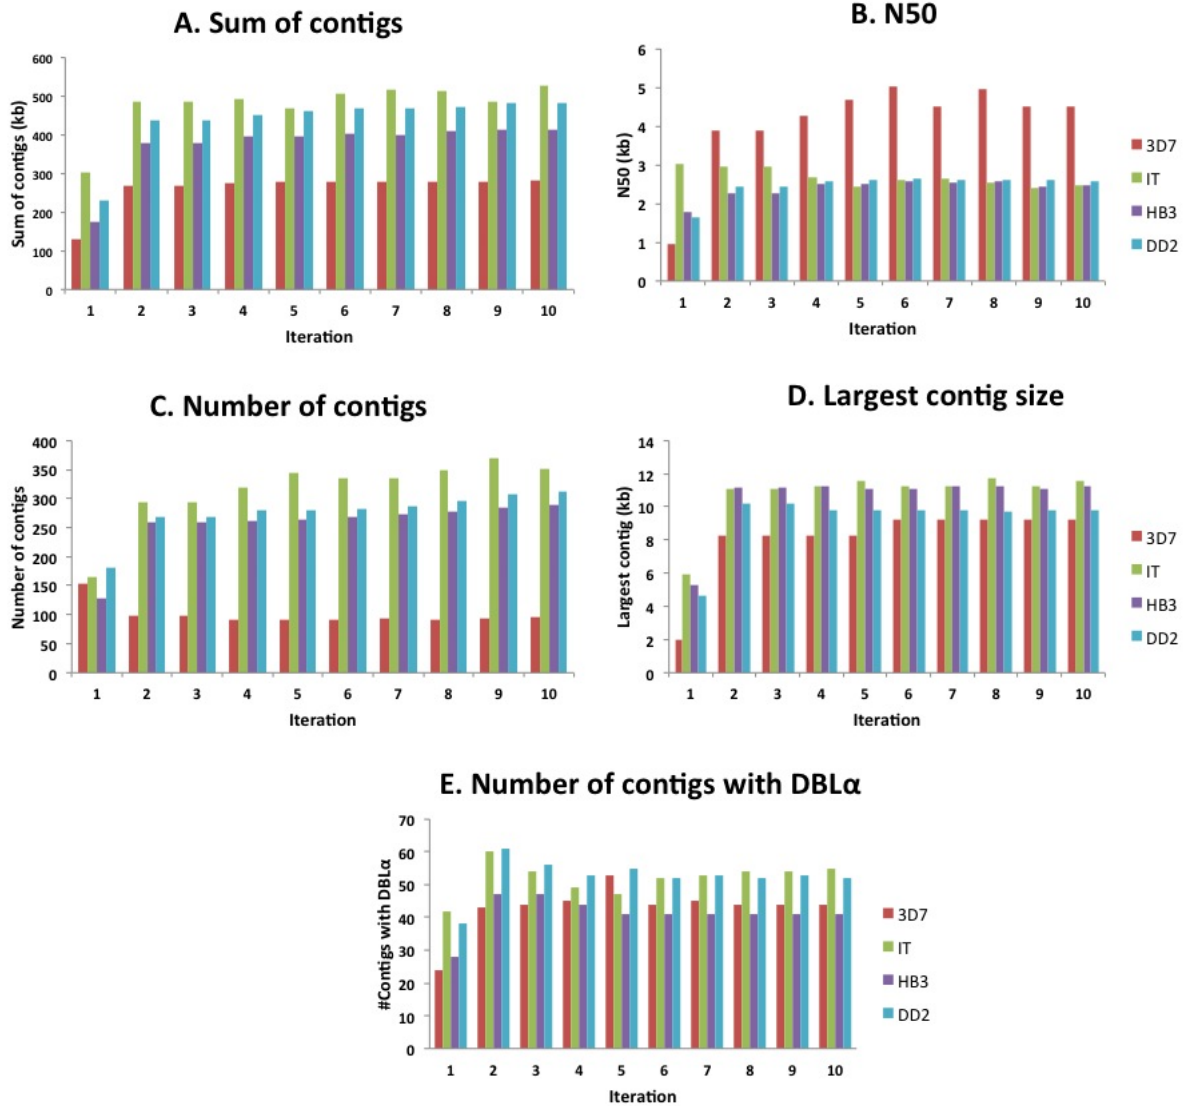 A. Sum of contigs
Sum of contigs (kb)
600
500
400
300
200
100
0
1 2 3 4 5 6 7 8 9 10
Iteration
B. N50
N50 (kb)
6
5
4
3
2
1
0
1 2 3 4 5 6 7 8 9 10
Iteration
3D7
IT
HB3
DD2
C. Number of contigs
Number of contigs
400
350
300
250
200
150
100
50
0
1 2 3 4 5 6 7 8 9 10
Iteration
D. Largest contig size
Largest contig (kb)
14
12
10
8
6
4
2
0
1 2 3 4 5 6 7 8 9 10
Iteration
3D7
IT
HB3
DD2
E. Number of contigs with DBLα
#Contigs with DBLα
70
60
50
40
30
20
10
0
1 2 3 4 5 6 7 8 9 10
Iteration
3D7
IT
HB3
DD2